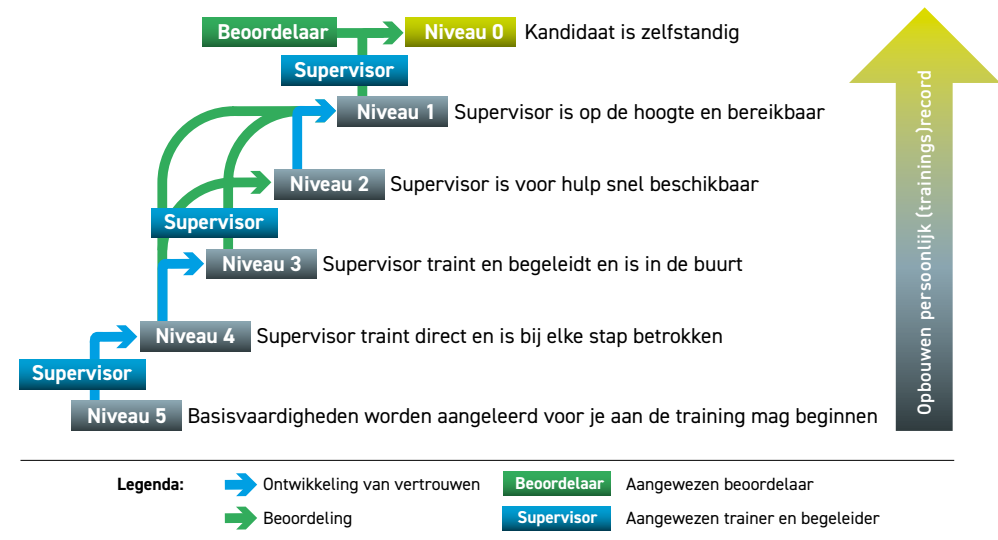 Beoordelaar
Niveau 0 Kandidaat is zelfstandig
Supervisor
Niveau 1 Supervisor is op de hoogte en bereikbaar
Niveau 2 Supervisor is voor hulp snel beschikbaar
Supervisor
Niveau 3 Supervisor traint en begeleidt en is in de buurt
Niveau 4 Supervisor traint direct en is bij elke stap betrokken
Supervisor
Niveau 5 Basisvaardigheden worden aangeleerd voor je aan de training mag beginnen
Opbouwen persoonlijk (trainings)record
Legenda:
Ontwikkeling van vertrouwen
Beoordelaar Aangewezen beoordelaar
Beoordeling
Supervisor Aangewezen trainer en begeleider